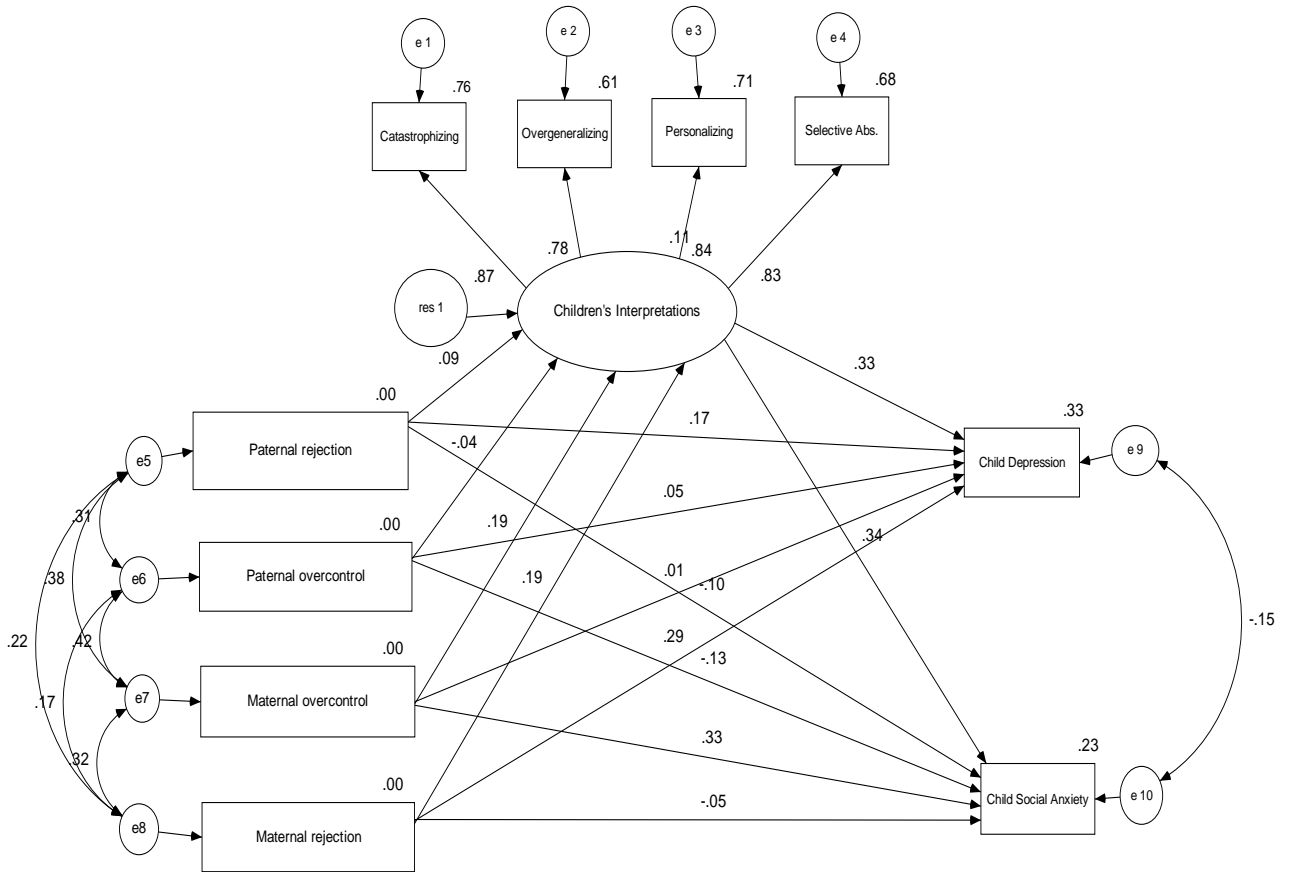 e 1
e 2
e 3
e 4
.76
.61
.71
.68
Catastrophizing
Overgeneralizing
Personalizing
Selective Abs.
.87
.78
.11
.84
.83
res 1
Children's Interpretations
.09
-.04
.19
.19
.33
.17
.05
.01
-.10
.34
.29
-.13
.33
-.05
.00
Paternal rejection
e5
.00
Paternal overcontrol
e6
.00
Maternal overcontrol
e7
.00
Maternal rejection
e8
.31
.38
.22
.42
.17
.32
.33
Child Depression
e 9
-.15
.23
Child Social Anxiety
e 10